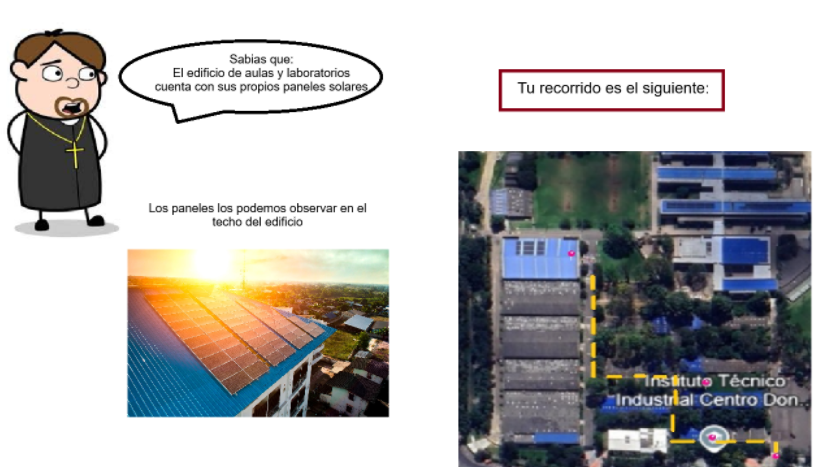 Sabias que:
El edificio de aulas y laboratorios
cuenta con sus propios paneles solares
Tu recorrido es el siguiente:
Los paneles los podemos observar en el
techo del edificio
Instituto Técnico
Industrial Centro Don...